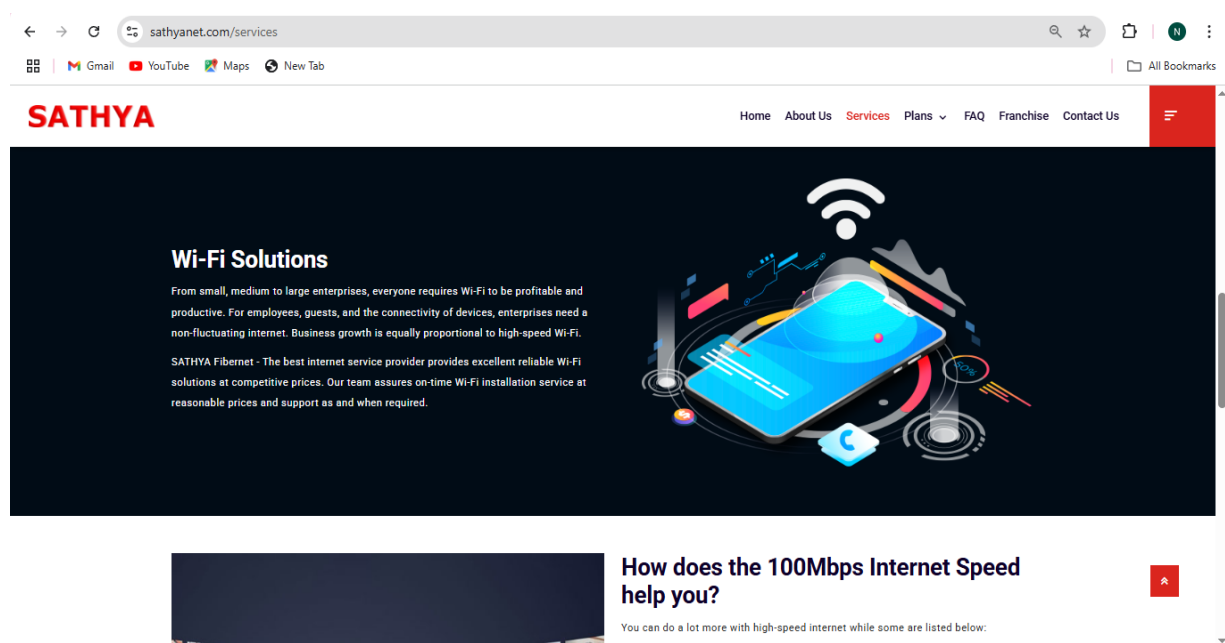 sathyanet.com/services
N
Gmail YouTube Maps New Tab All Bookmarks
SATHYA
Home About Us Services Plans FAQ Franchise Contact Us
Wi-Fi Solutions
From small, medium to large enterprises, everyone requires Wi-Fi to be profitable and
productive. For employees, guests, and the connectivity of devices, enterprises need a
non-fluctuating internet. Business growth is equally proportional to high-speed Wi-Fi.
SATHYA Fibernet - The best internet service provider provides excellent reliable Wi-Fi
solutions at competitive prices. Our team assures on-time Wi-Fi installation service at
reasonable prices and support as and when required.
60%
How does the 100Mbps Internet Speed
help you?
You can do a lot more with high-speed internet while some are listed below: